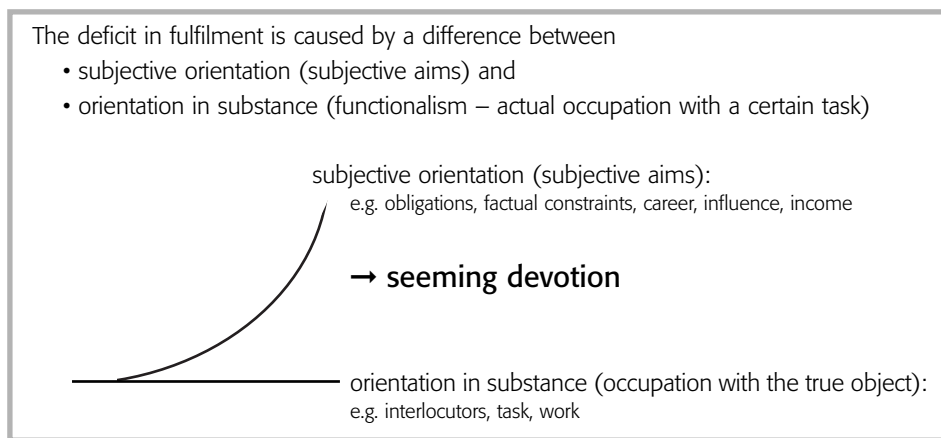 The deficit in fulfilment is caused by a difference between
• subjective orientation (subjective aims) and
• orientation in substance (functionalism – actual occupation with a certain task)
subjective orientation (subjective aims):
e.g. obligations, factual constraints, career, influence, income
→ seeming devotion
orientation in substance (occupation with the true object):
e.g. interlocutors, task, work